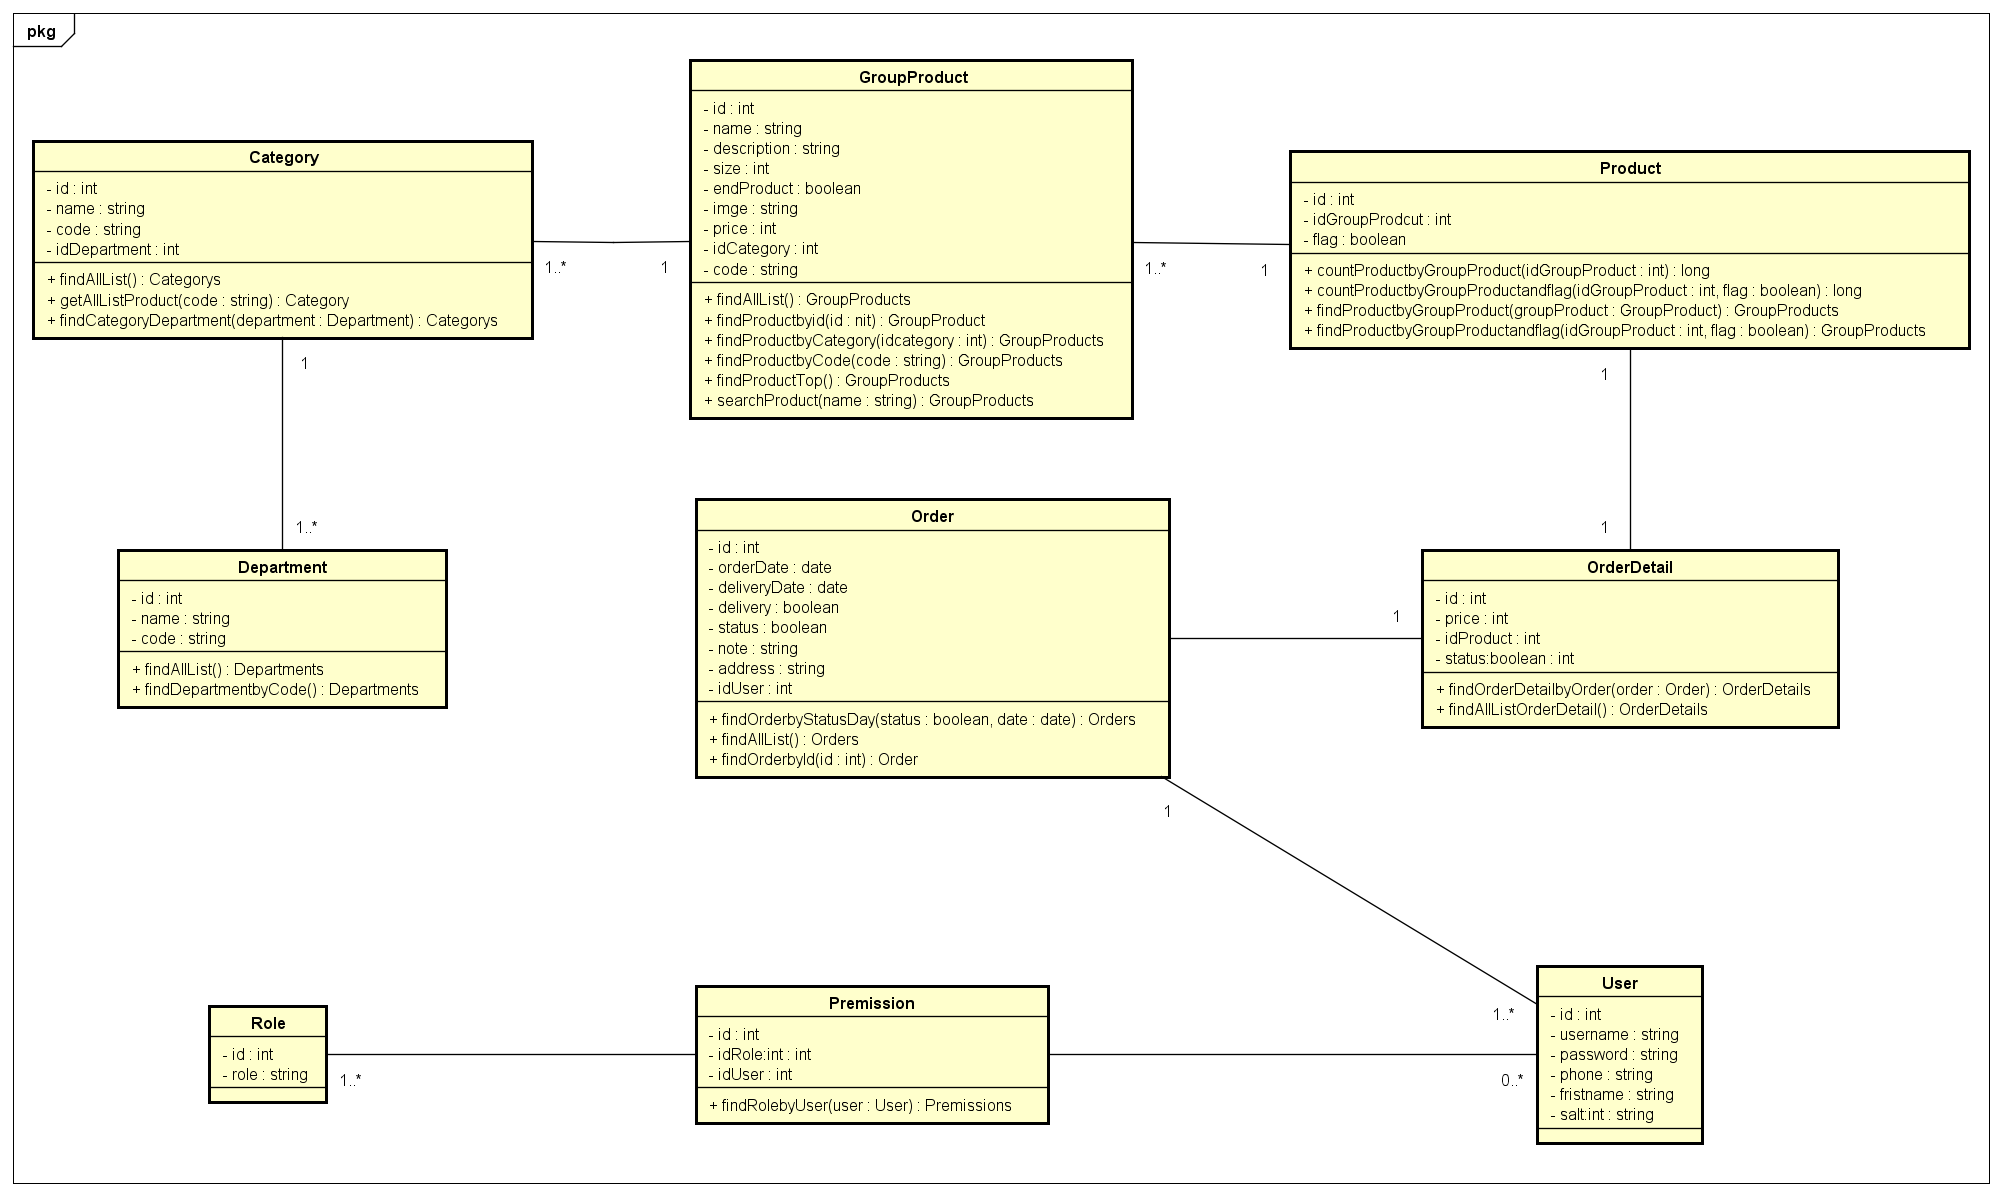 pkg
GroupProduct
- id : int
- name : string
- description : string
- size : int
- endProduct : boolean
- imge : string
- price : int
- idCategory : int
- code : string
+ findAllList() : GroupProducts
+ findProductbyid(id : nit) : GroupProduct
+ findProductbyCategory(idcategory : int) : GroupProducts
+ findProductbyCode(code : string) : GroupProducts
+ findProductTop() : GroupProducts
+ searchProduct(name : string) : GroupProducts
Category
- id : int
- name : string
- code : string
- idDepartment : int
+ findAllList() : Categorys
+ getAllListProduct(code : string) : Category
+ findCategoryDepartment(department : Department) : Categorys
1..*
1
1..*
1
Product
- id : int
- idGroupProdcut : int
- flag : boolean
+ countProductbyGroupProduct(idGroupProduct : int) : long
+ countProductbyGroupProductandflag(idGroupProduct : int, flag : boolean) : long
+ findProductbyGroupProduct(groupProduct : GroupProduct) : GroupProducts
+ findProductbyGroupProductandflag(idGroupProduct : int, flag : boolean) : GroupProducts
1
1..*
1
1
Department
- id : int
- name : string
- code : string
+ findAllList() : Departments
+ findDepartmentbyCode() : Departments
Order
- id : int
- orderDate : date
- deliveryDate : date
- delivery : boolean
- status : boolean
- note : string
- address : string
- idUser : int
+ findOrderbyStatusDay(status : boolean, date : date) : Orders
+ findAllList() : Orders
+ findOrderbyId(id : int) : Order
1
OrderDetail
- id : int
- price : int
- idProduct : int
- status:boolean : int
+ findOrderDetailbyOrder(order : Order) : OrderDetails
+ findAllListOrderDetail() : OrderDetails
1
1..*
Role
- id : int
- role : string
1..*
Premission
- id : int
- idRole:int : int
- idUser : int
+ findRolebyUser(user : User) : Premissions
0..*
User
- id : int
- username : string
- password : string
- phone : string
- fristname : string
- salt:int : string